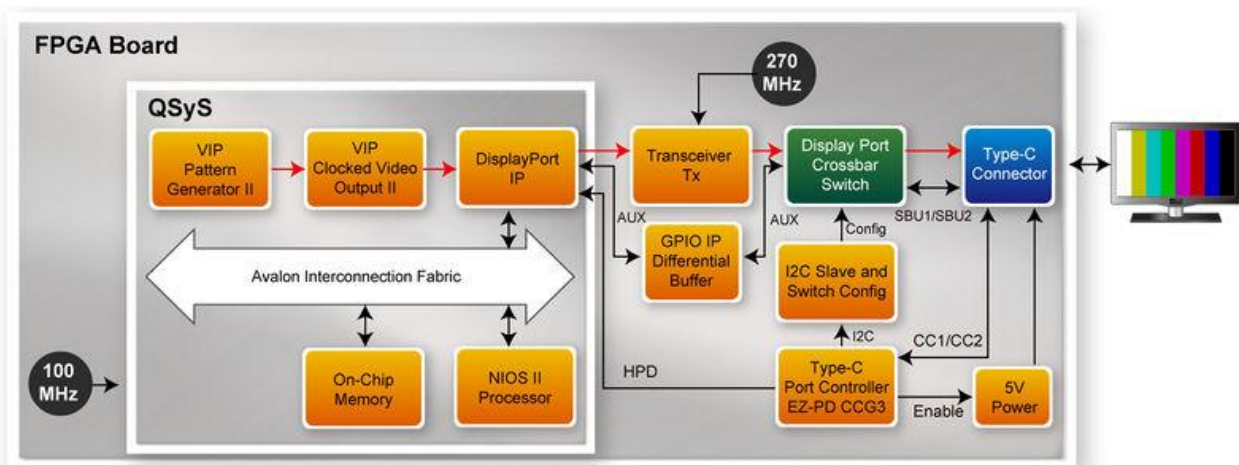 FPGA Board
270
MHz
QSyS
VIP
Pattern
Generator II
VIP
Clocked Video
Output II
DisplayPort
IP
Transceiver
Tx
Display Port
Crossbar
Switch
Type-C
Connector
AUX
AUX
SBU1/SBU2
Config
GPIO IP
Differential
Buffer
Avalon Interconnection Fabric
I2C Slave and
Switch Config
I2C
CC1/CC2
100
MHz
On-Chip
Memory
NIOS II
Processor
HPD
Type-C
Port Controller
EZ-PD CCG3
Enable
5V
Power